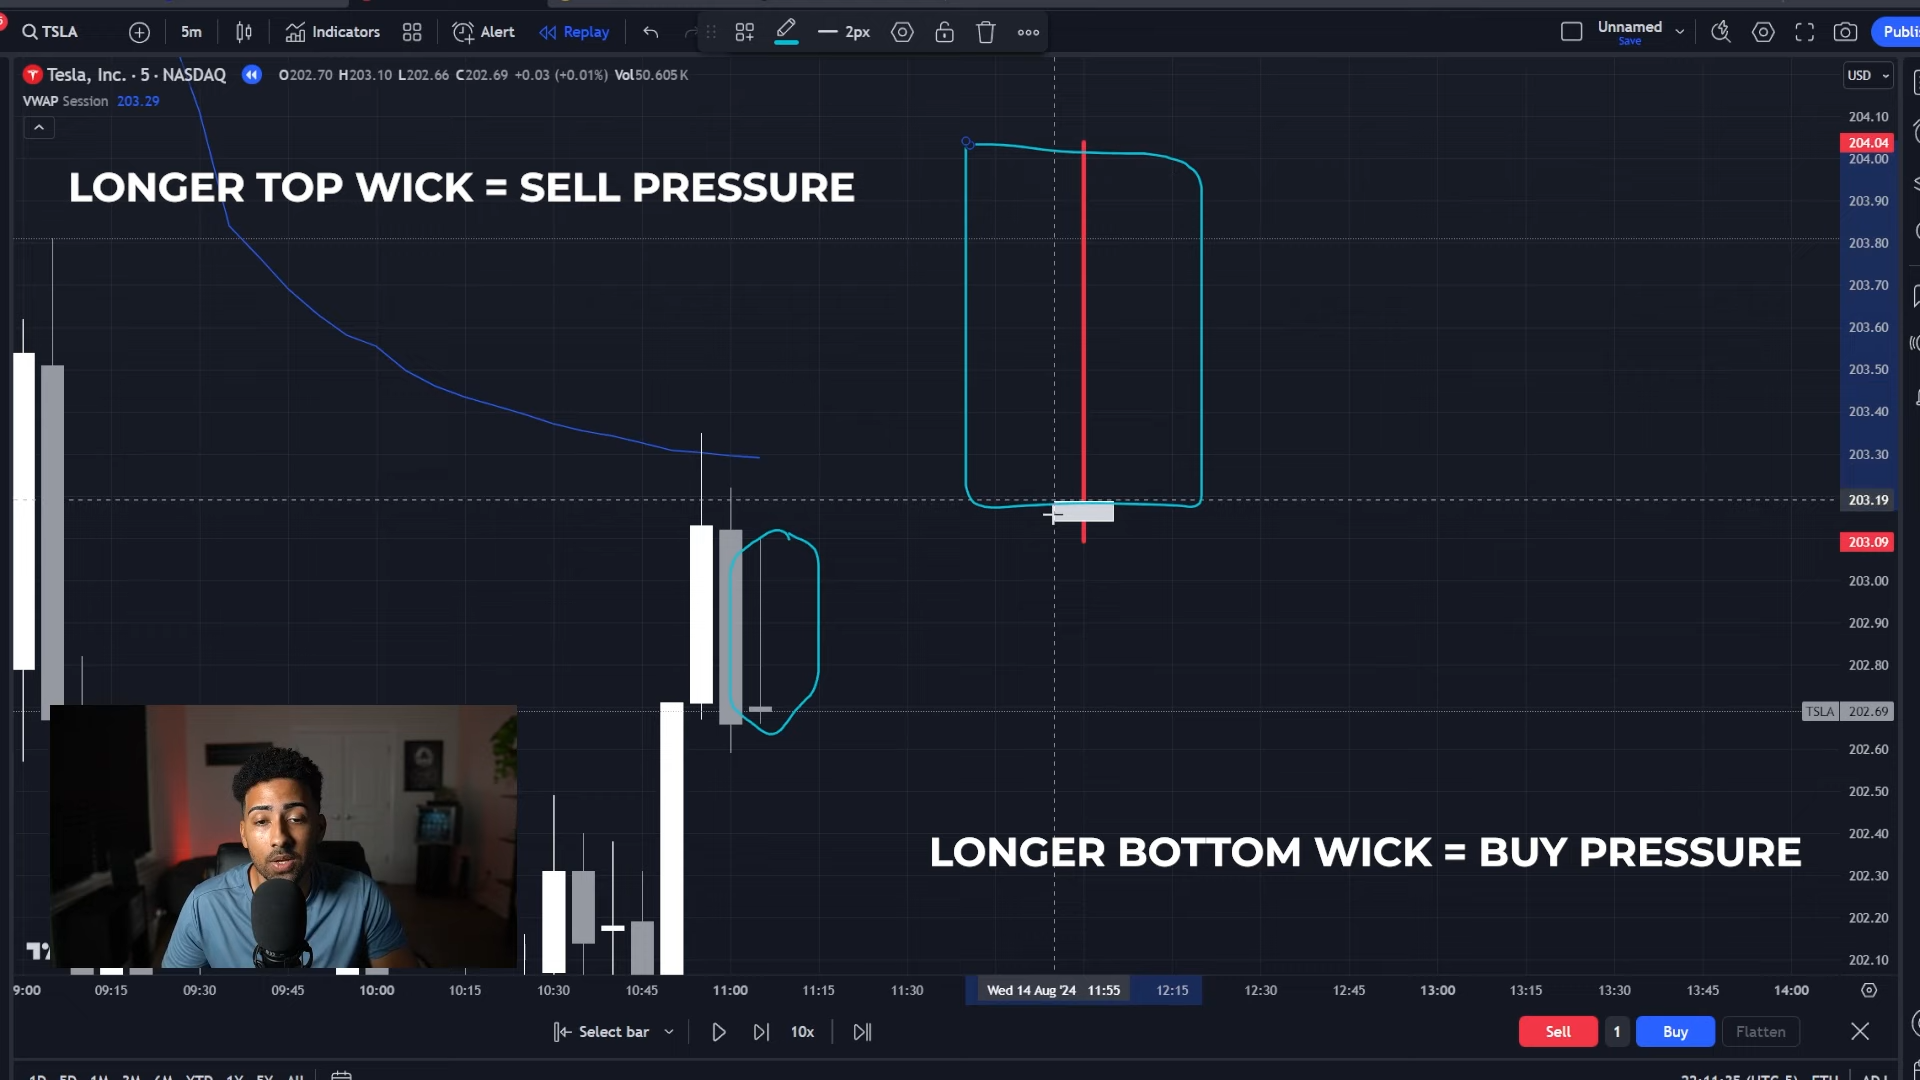 TSLA
5m
Indicators
Alert
Replay
2px
Unnamed
Save
Tesla, Inc. · 5 · NASDAQ
O202.70 H203.10 L202.66 C202.69 +0.03 (+0.01%) Vol50.605 K
USD
VWAP Session 203.29
LONGER TOP WICK = SELL PRESSURE
204.10
204.04
204.00
203.90
203.80
203.70
203.60
203.50
203.40
203.30
203.19
203.09
203.00
202.90
202.80
TSLA 202.69
202.60
202.50
202.40
LONGER BOTTOM WICK = BUY PRESSURE
202.30
202.20
202.10
9:00 09:15 09:30 09:45 10:00 10:15 10:30 10:45 11:00 11:15 11:30 Wed 14 Aug '24 11:55 12:15 12:30 12:45 13:00 13:15 13:30 13:45 14:00
Select bar
10x
Sell
1
Buy
Flatten